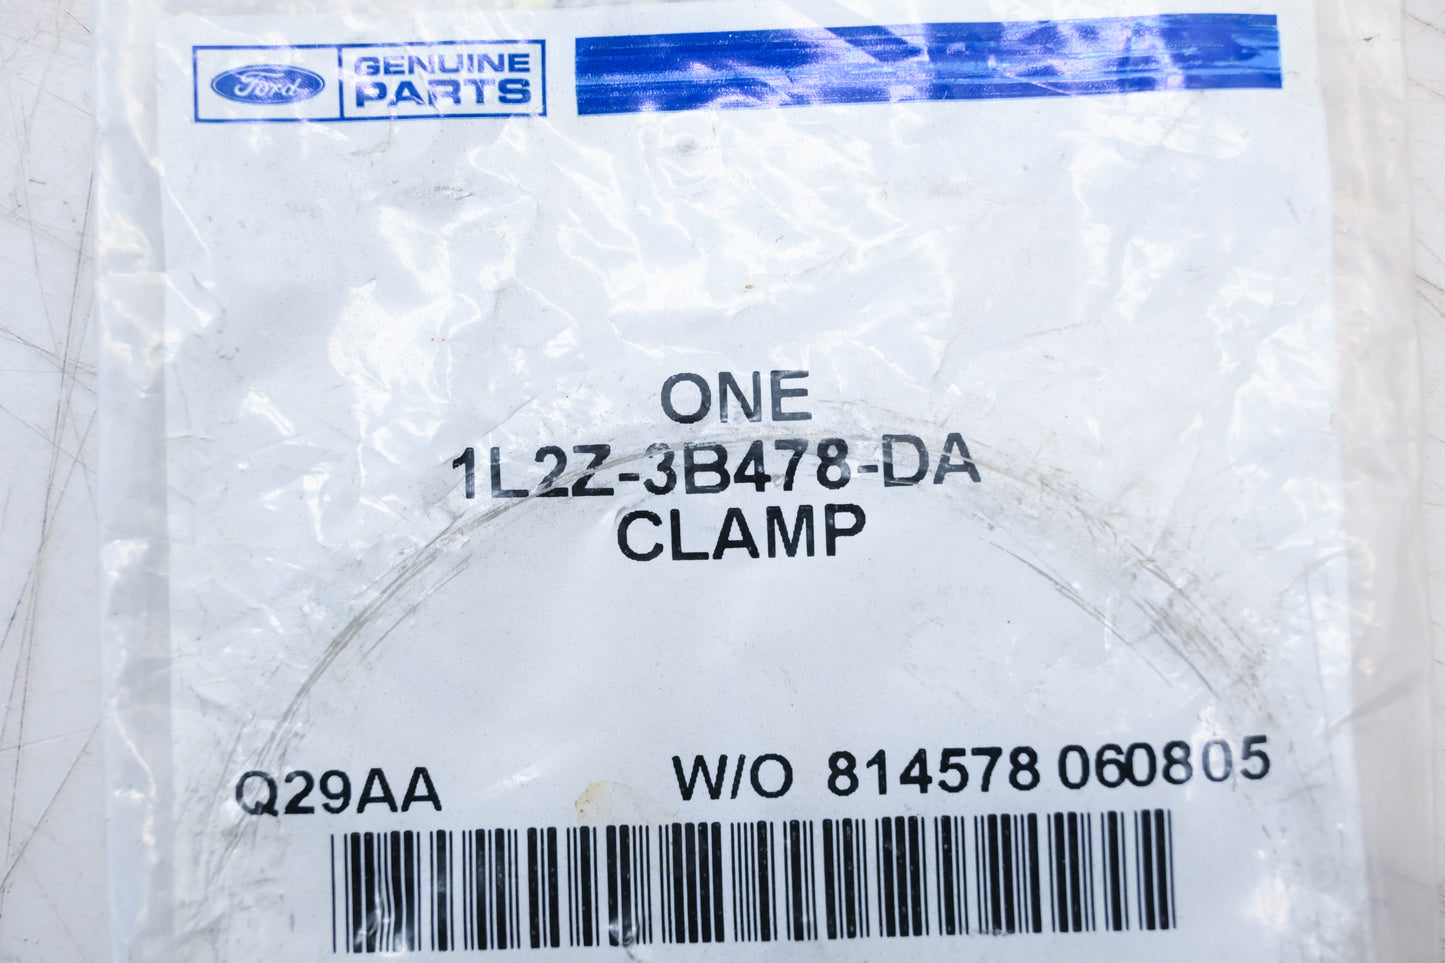 Ford
GENUINE
PARTS
ONE
1L2Z-3B478-DA
CLAMP
Q29AA W/O 814578 060805